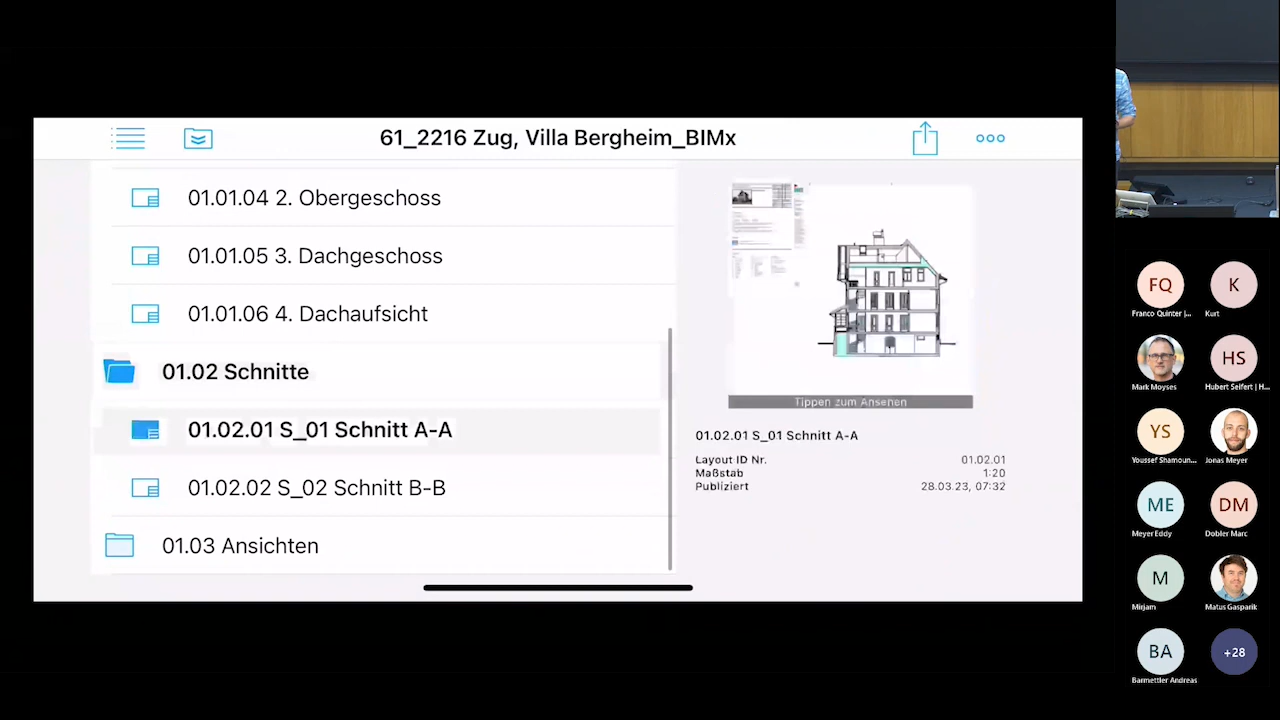 61_2216 Zug, Villa Bergheim_BIMx
01.01.04 2. Obergeschoss
01.01.05 3. Dachgeschoss
01.01.06 4. Dachaufsicht
01.02 Schnitte
01.02.01 S_01 Schnitt A-A
01.02.02 S_02 Schnitt B-B
01.03 Ansichten
Tippen zum Ansehen
01.02.01 S_01 Schnitt A-A
Layout ID Nr. 01.02.01
Maßstab 1:20
Publiziert 28.03.23, 07:32
FQ K
Franco Quinter |... Kurt
Mark Moyses
HS
Hubert Seifert | H...
YS
Youssef Shamoun... Jonas Meyer
ME DM
Meyer Eddy Dobler Marc
M
Mirjam Matus Gasparik
BA +28
Barmettler Andreas